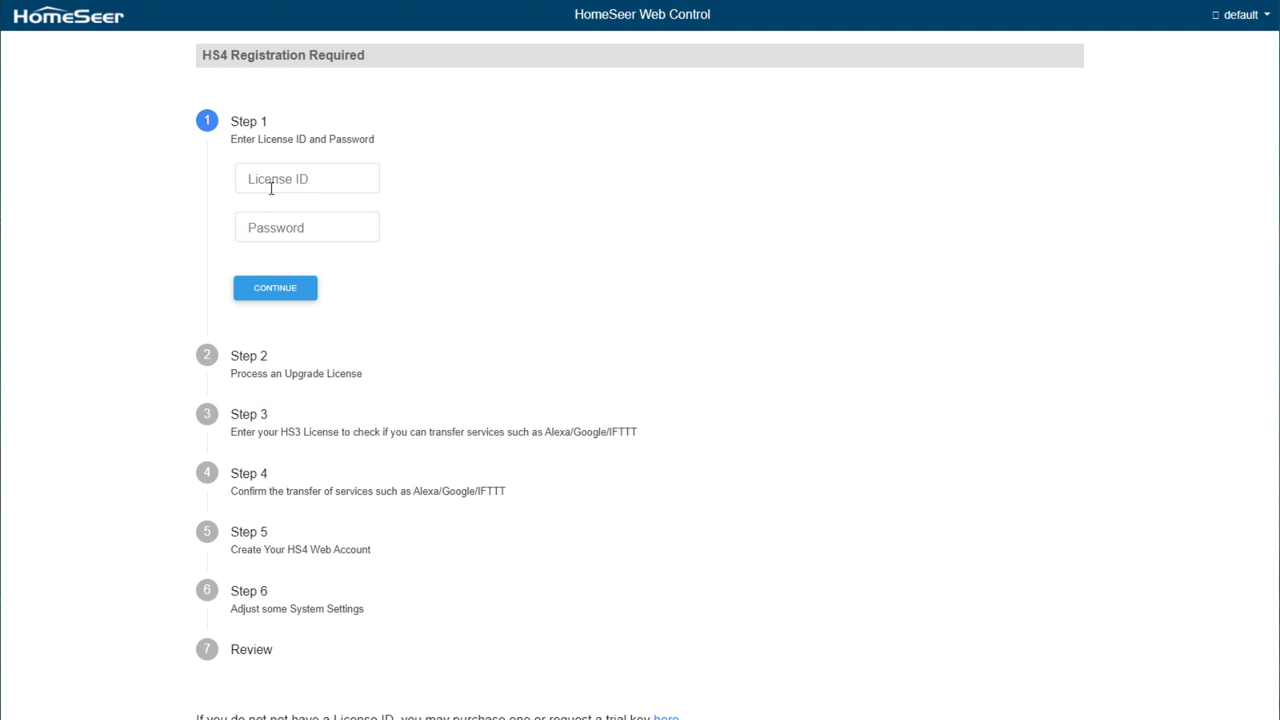 HomeSeer
HomeSeer Web Control
default
HS4 Registration Required
1
Step 1
Enter License ID and Password
License ID
Password
CONTINUE
2
Step 2
Process an Upgrade License
3
Step 3
Enter your HS3 License to check if you can transfer services such as Alexa/Google/IFTTT
4
Step 4
Confirm the transfer of services such as Alexa/Google/IFTTT
5
Step 5
Create Your HS4 Web Account
6
Step 6
Adjust some System Settings
7
Review
If you do not not have a License ID, you may purchase one or request a trial key here.